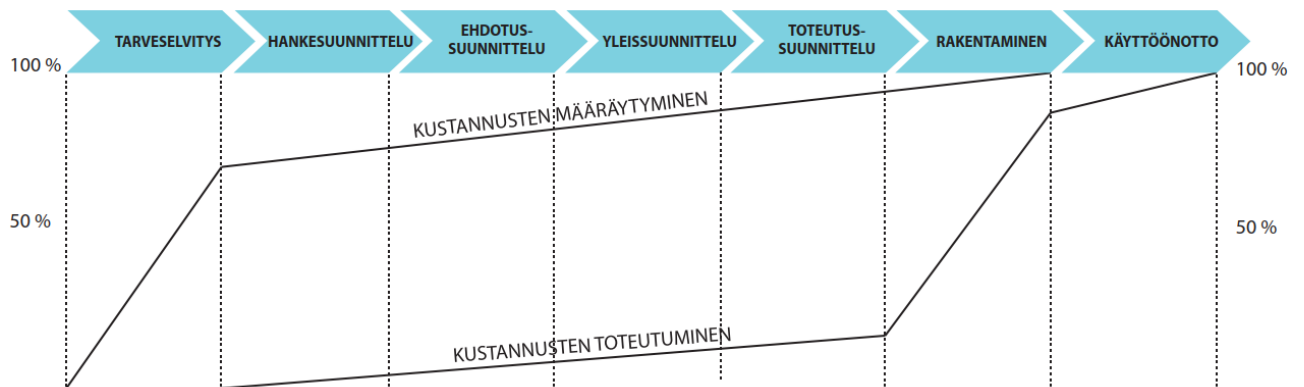 TARVESELVITYS
HANKESUUNNITTELU
EHDOTUS-
SUUNNITTELU
YLEISSUUNNITTELU
TOTEUTUS-
SUUNNITTELU
RAKENTAMINEN
KÄYTTÖÖNOTTO
100 %
100 %
KUSTANNUSTEN MÄÄRÄYTYMINEN
50 %
50 %
KUSTANNUSTEN TOTEUTUMINEN